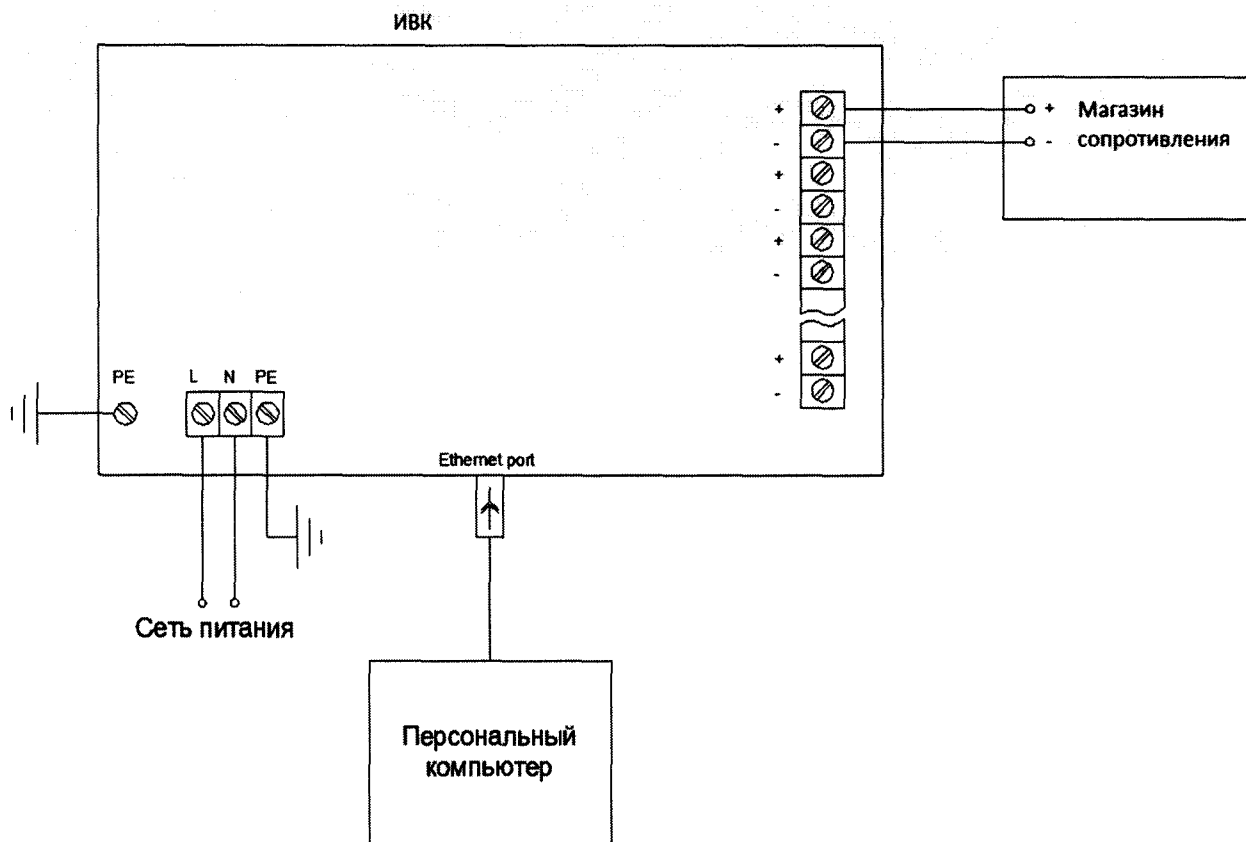 ИВК
+
+ Магазин
-
- сопротивления
+
-
+
-
+
-
PE
L N PE
Ethernet port
Сеть питания
Персональный
компьютер